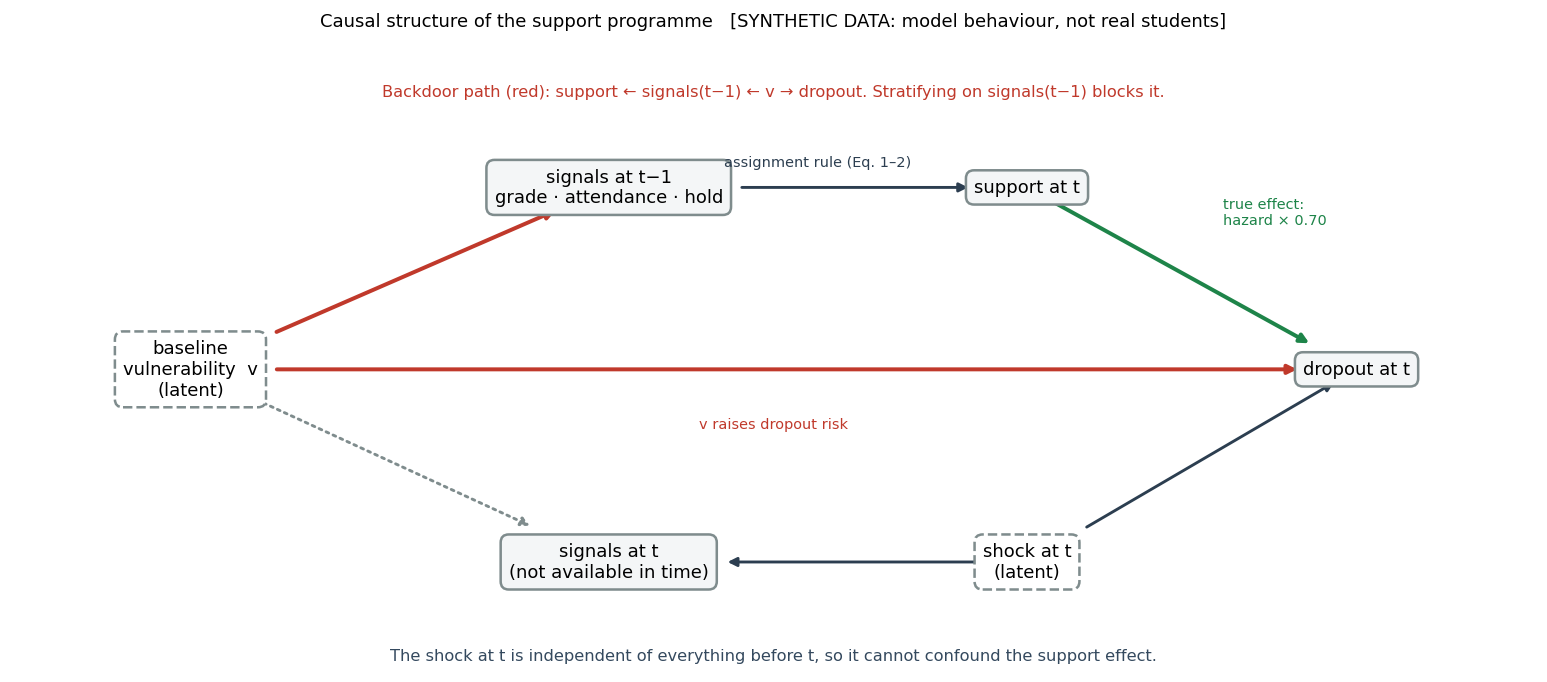 Causal structure of the support programme   [SYNTHETIC DATA: model behaviour, not real students]
Backdoor path (red): support ← signals(t−1) ← v → dropout. Stratifying on signals(t−1) blocks it.
assignment rule (Eq. 1–2)
signals at t−1
grade · attendance · hold
support at t
true effect:
hazard × 0.70
baseline
vulnerability  v
(latent)
dropout at t
v raises dropout risk
signals at t
(not available in time)
shock at t
(latent)
The shock at t is independent of everything before t, so it cannot confound the support effect.